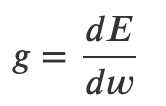 g = dE/dw